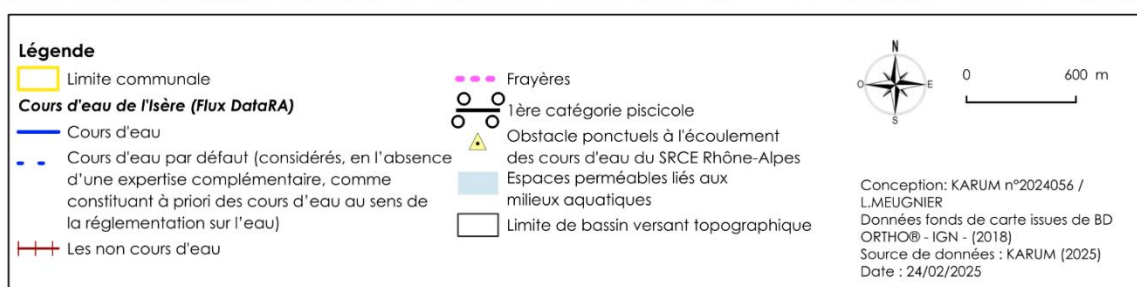 Légende
Limite communale
Cours d'eau de l'Isère (Flux DataRA)
Cours d'eau
Cours d'eau par défaut (considérés, en l'absence
d'une expertise complémentaire, comme
constituant à priori des cours d'eau au sens de
la réglementation sur l'eau)
Les non cours d'eau
Frayères
1ère catégorie piscicole
Obstacle ponctuels à l'écoulement
des cours d'eau du SRCE Rhône-Alpes
Espaces perméables liés aux
milieux aquatiques
Limite de bassin versant topographique
N
O E
S
0 600 m
Conception: KARUM n°2024056 /
L.MEUGNIER
Données fonds de carte issues de BD
ORTHO® - IGN - (2018)
Source de données : KARUM (2025)
Date : 24/02/2025